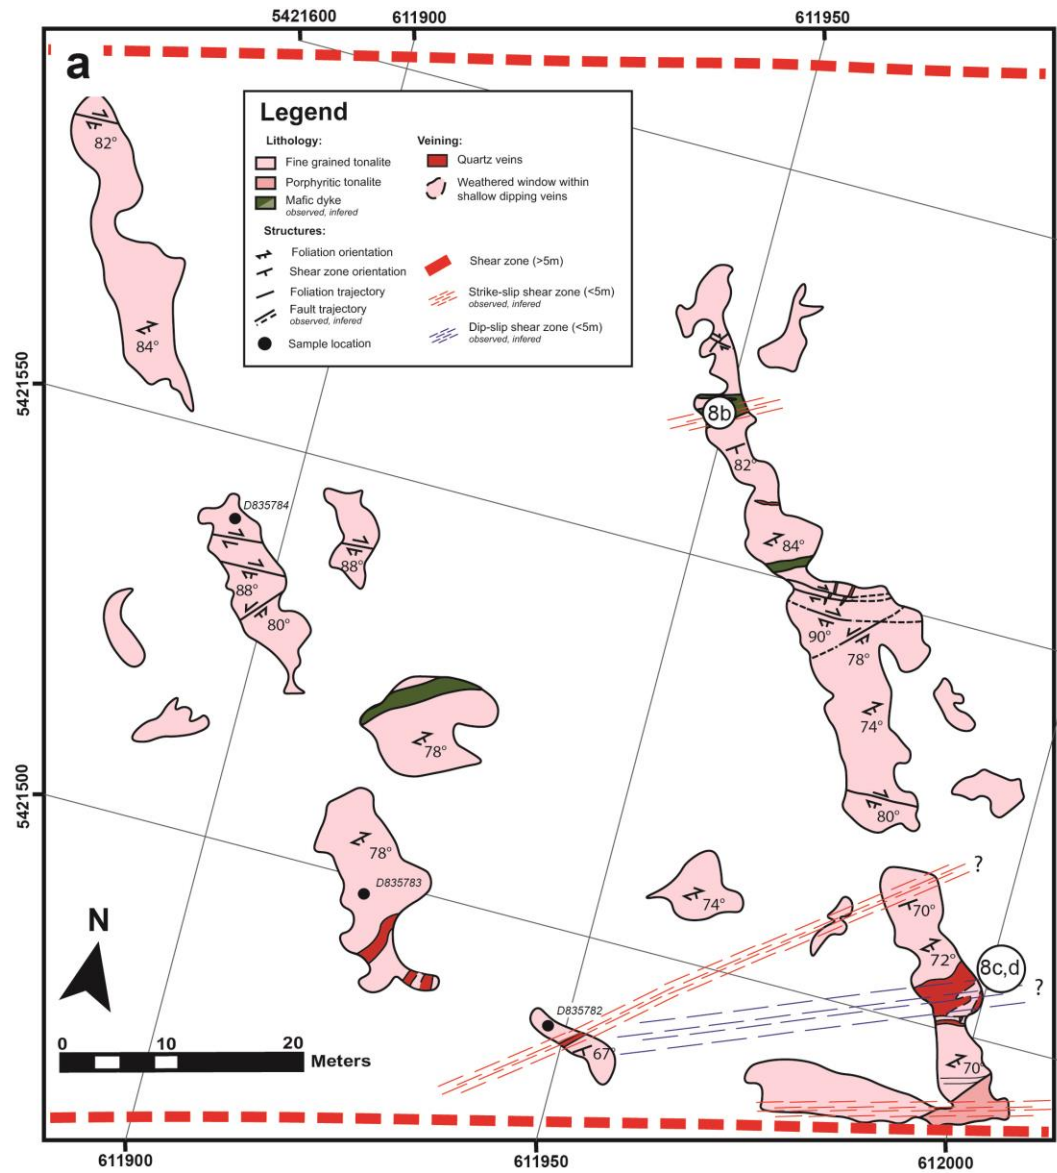 5421600 611900 611950
a
Legend
Lithology: Veining:
Fine grained tonalite Quartz veins
Porphyritic tonalite Weathered window within
shallow dipping veins
Mafic dyke
observed, infered
Structures:
Foliation orientation Shear zone (>5m)
Shear zone orientation
Foliation trajectory Strike-slip shear zone (<5m)
observed, infered
Fault trajectory
observed, infered
Dip-slip shear zone (<5m)
observed, infered
Sample location
82°
84°
5421550
8b
82°
D835784
84°
88°
88°
80°
90°
78°
74°
78°
5421500
80°
78°
D835783
74°
?
70°
72°
8c,d
?
N
D835782
67°
70°
0 10 20
Meters
611900 611950 612000